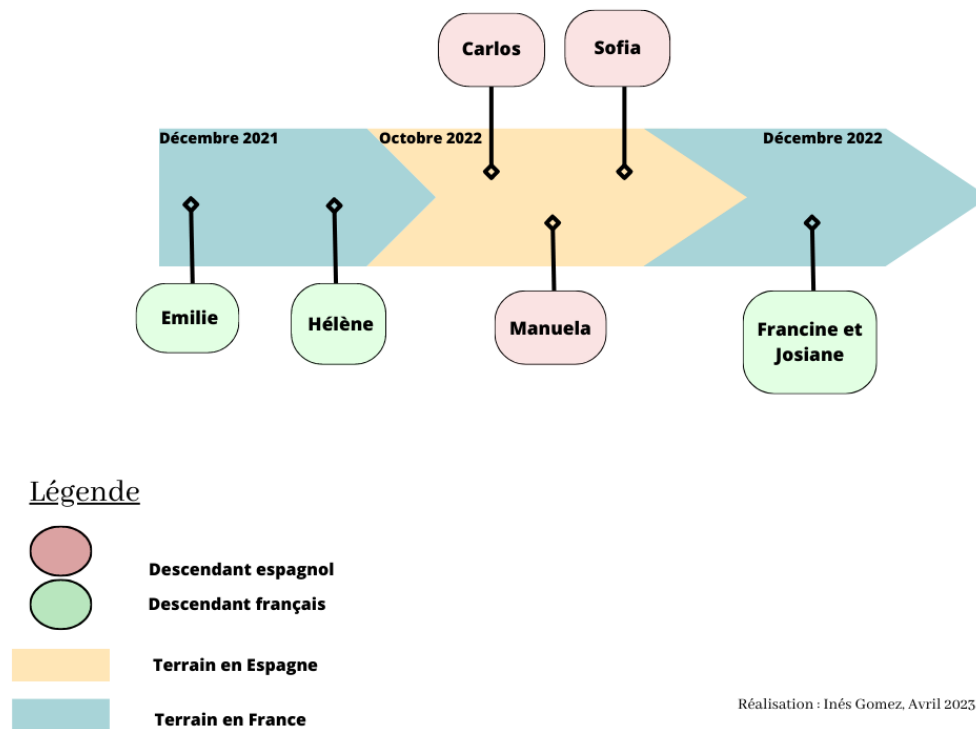 Carlos
Sofia
Décembre 2021
Octobre 2022
Décembre 2022
Emilie
Hélène
Manuela
Francine et
Josiane
Légende
Descendant espagnol
Descendant français
Terrain en Espagne
Terrain en France
Réalisation : Inés Gomez, Avril 2023